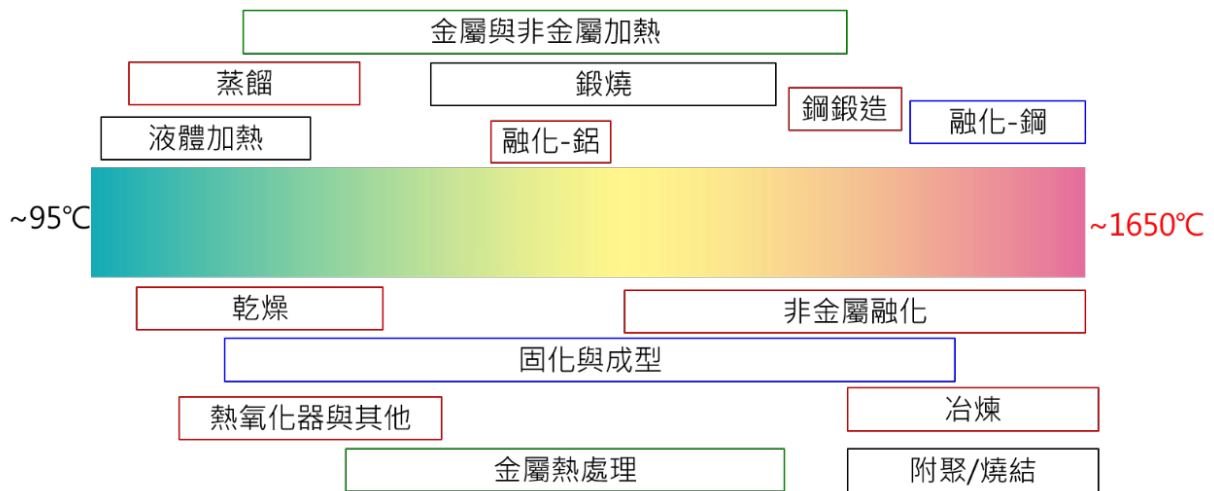 金屬與非金屬加熱
蒸餾
鍛燒
鋼鍛造
融化-鋼
液體加熱
融化-鋁
~95℃
~1650℃
乾燥
非金屬融化
固化與成型
熱氧化器與其他
冶煉
金屬熱處理
附聚/燒結